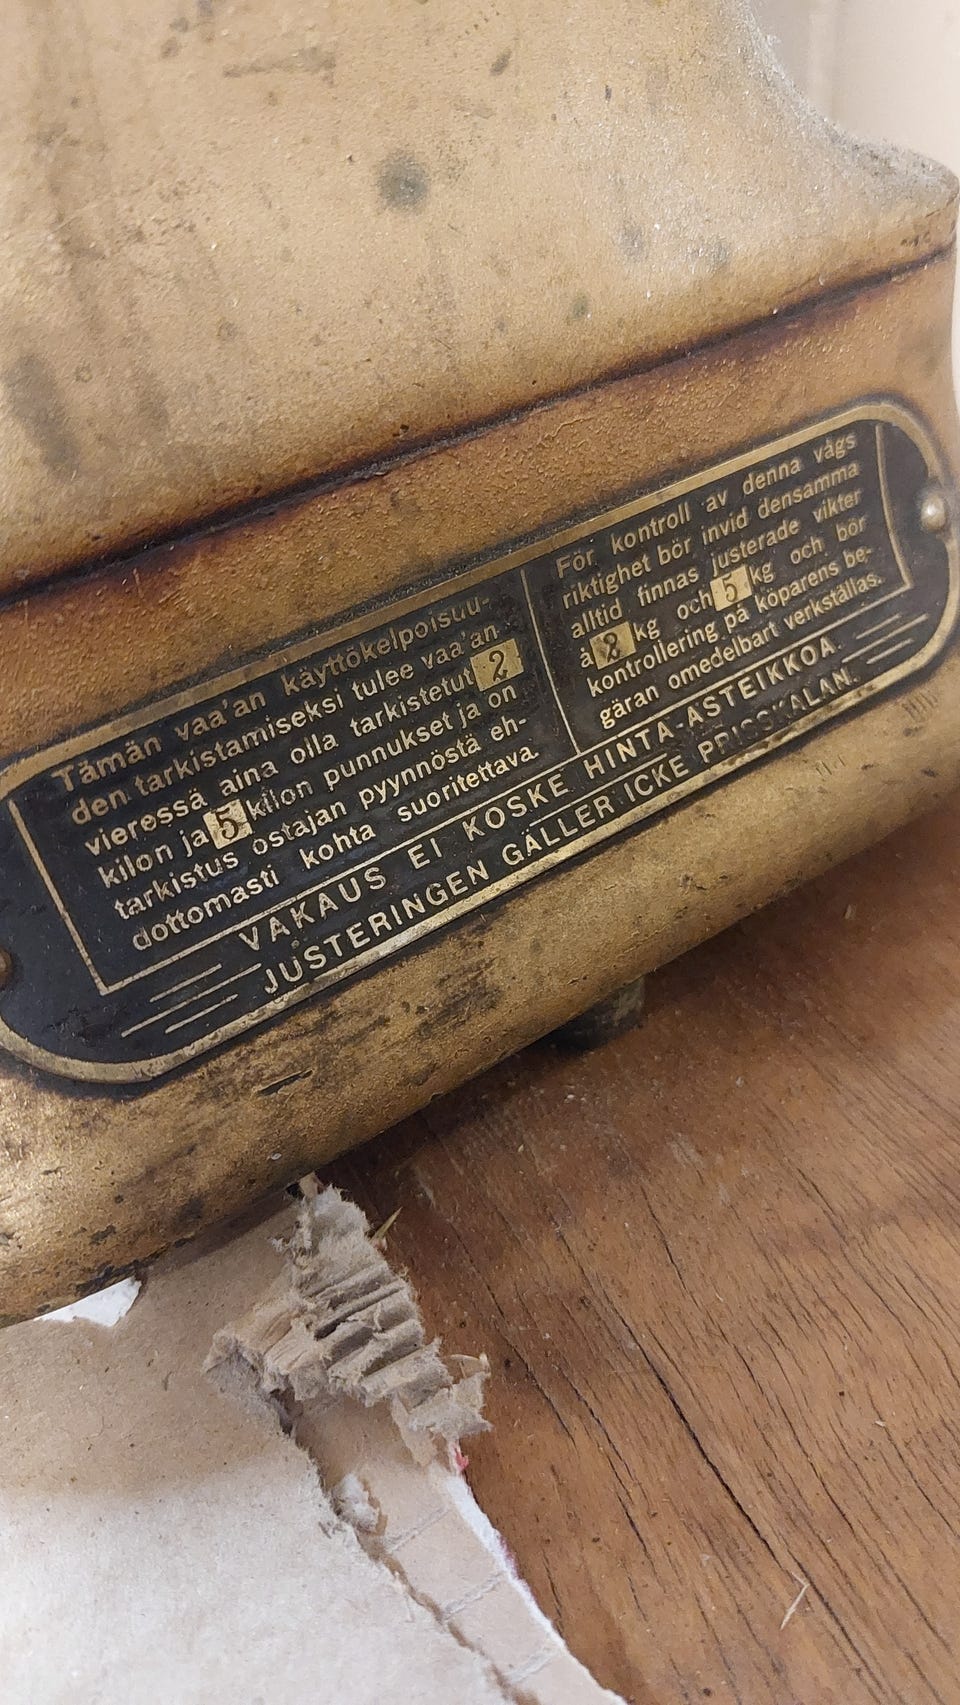 Tämän vaa'an käyttökelpoisuu-
den tarkistamiseksi tulee vaa'an
vieressä aina olla tarkistetut 2
kilon ja 5 kilon punnukset ja on
tarkistus ostajan pyynnöstä eh-
dottomasti kohta suoritettava.
För kontroll av denna vågs
riktighet bör invid densamma
alltid finnas justerade vikter
å 2 kg och 5 kg och bör
kontrollering på köparens be-
gäran omedelbart verkställas.
VAKAUS EI KOSKE HINTA-ASTEIKKOA.
JUSTERINGEN GÄLLER ICKE PRISSKALAN.